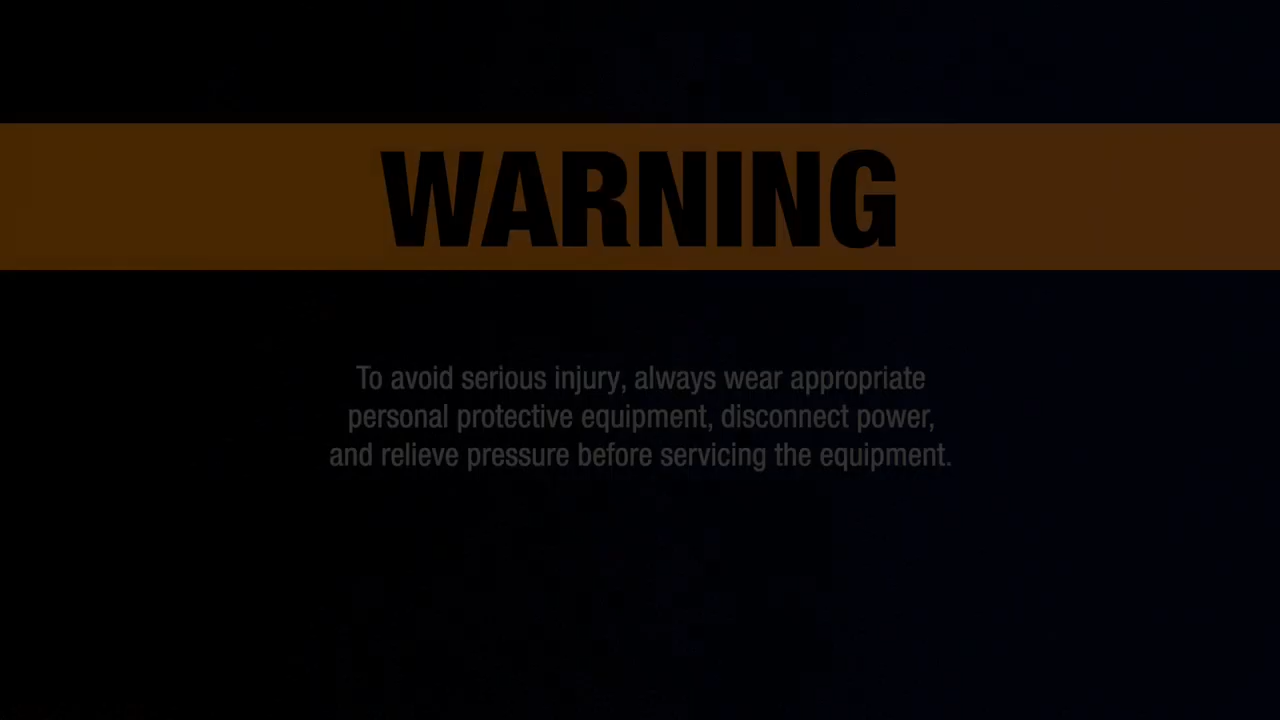 WARNING
To avoid serious injury, always wear appropriate
personal protective equipment, disconnect power,
and relieve pressure before servicing the equipment.